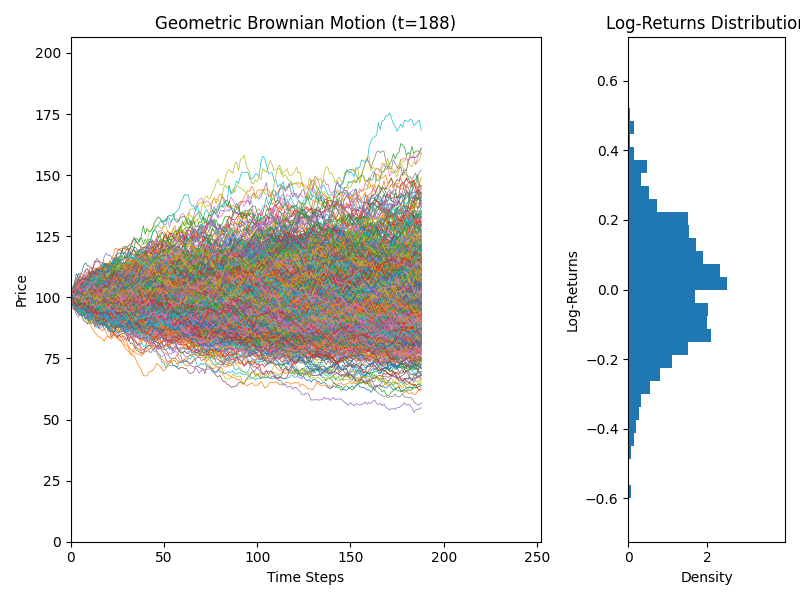 Geometric Brownian Motion (t=188)
Price
200
175
150
125
100
75
50
25
0
0 50 100 150 200 250
Time Steps
Log-Returns Distribution
Log-Returns
0.6
0.4
0.2
0.0
−0.2
−0.4
−0.6
0 2
Density